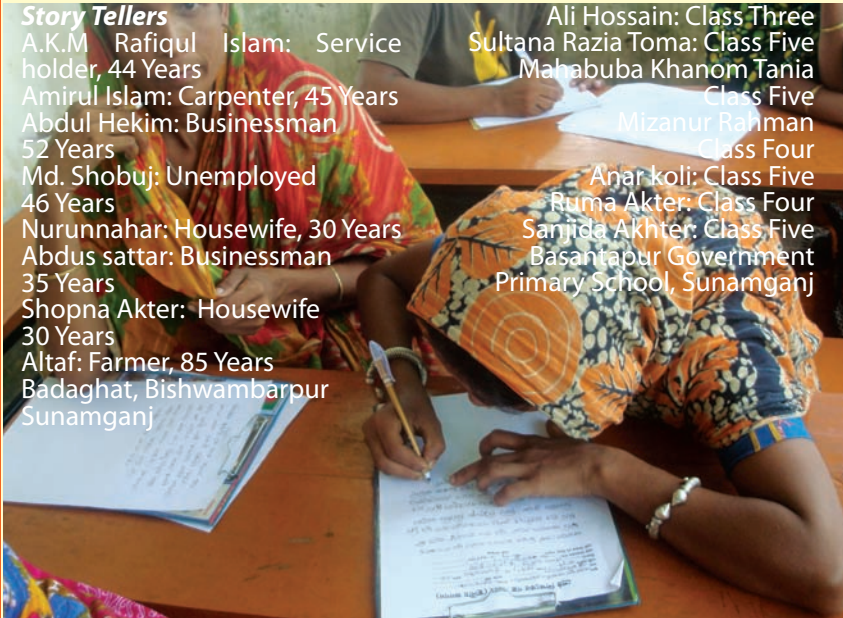 Story Tellers
A.K.M Rafiqul Islam: Service
holder, 44 Years
Amirul Islam: Carpenter, 45 Years
Abdul Hekim: Businessman
52 Years
Md. Shobuj: Unemployed
46 Years
Nurunnahar: Housewife, 30 Years
Abdus sattar: Businessman
35 Years
Shopna Akter: Housewife
30 Years
Altaf: Farmer, 85 Years
Badaghat, Bishwambarpur
Sunamganj
Ali Hossain: Class Three
Sultana Razia Toma: Class Five
Mahabuba Khanom Tania
Class Five
Mizanur Rahman
Class Four
Anar koli: Class Five
Ruma Akter: Class Four
Sanjida Akhter: Class Five
Basantapur Government
Primary School, Sunamganj